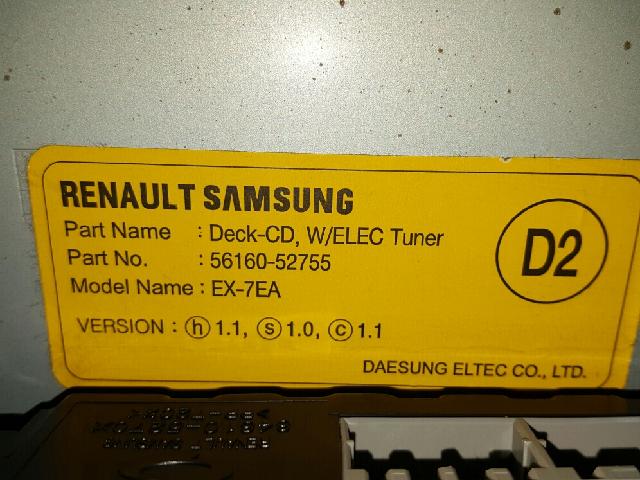 RENAULT SAMSUNG
Part Name : Deck-CD, W/ELEC Tuner
Part No. : 56160-52755
Model Name : EX-7EA
D2
VERSION : ⓗ 1.1, ⓢ 1.0, ⓒ 1.1
DAESUNG ELTEC CO., LTD.